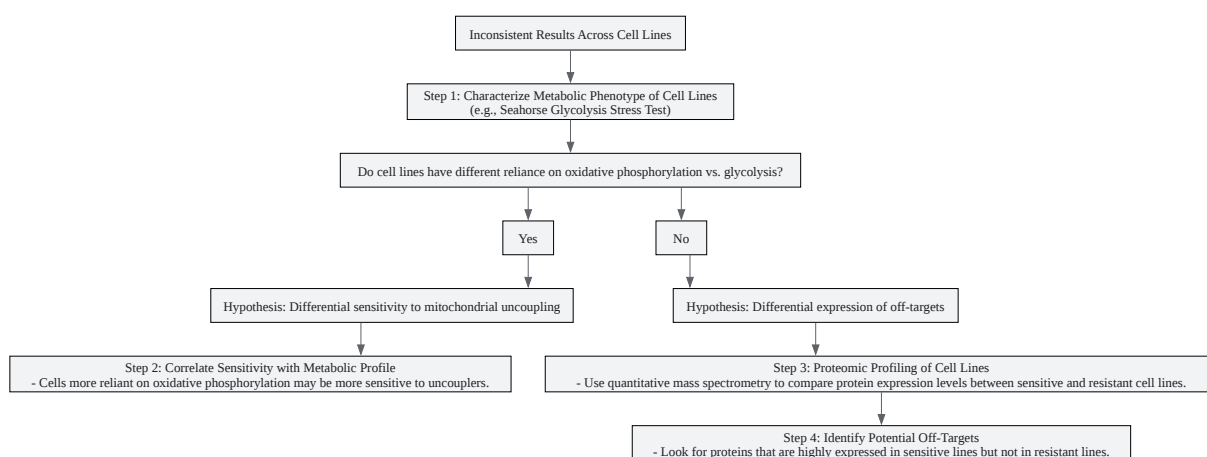 Inconsistent Results Across Cell Lines
Step 1: Characterize Metabolic Phenotype of Cell Lines
(e.g., Seahorse Glycolysis Stress Test)
Do cell lines have different reliance on oxidative phosphorylation vs. glycolysis?
Yes
No
Hypothesis: Differential sensitivity to mitochondrial uncoupling
Hypothesis: Differential expression of off-targets
Step 2: Correlate Sensitivity with Metabolic Profile
- Cells more reliant on oxidative phosphorylation may be more sensitive to uncouplers.
Step 3: Proteomic Profiling of Cell Lines
- Use quantitative mass spectrometry to compare protein expression levels between sensitive and resistant cell lines.
Step 4: Identify Potential Off-Targets
- Look for proteins that are highly expressed in sensitive lines but not in resistant lines.